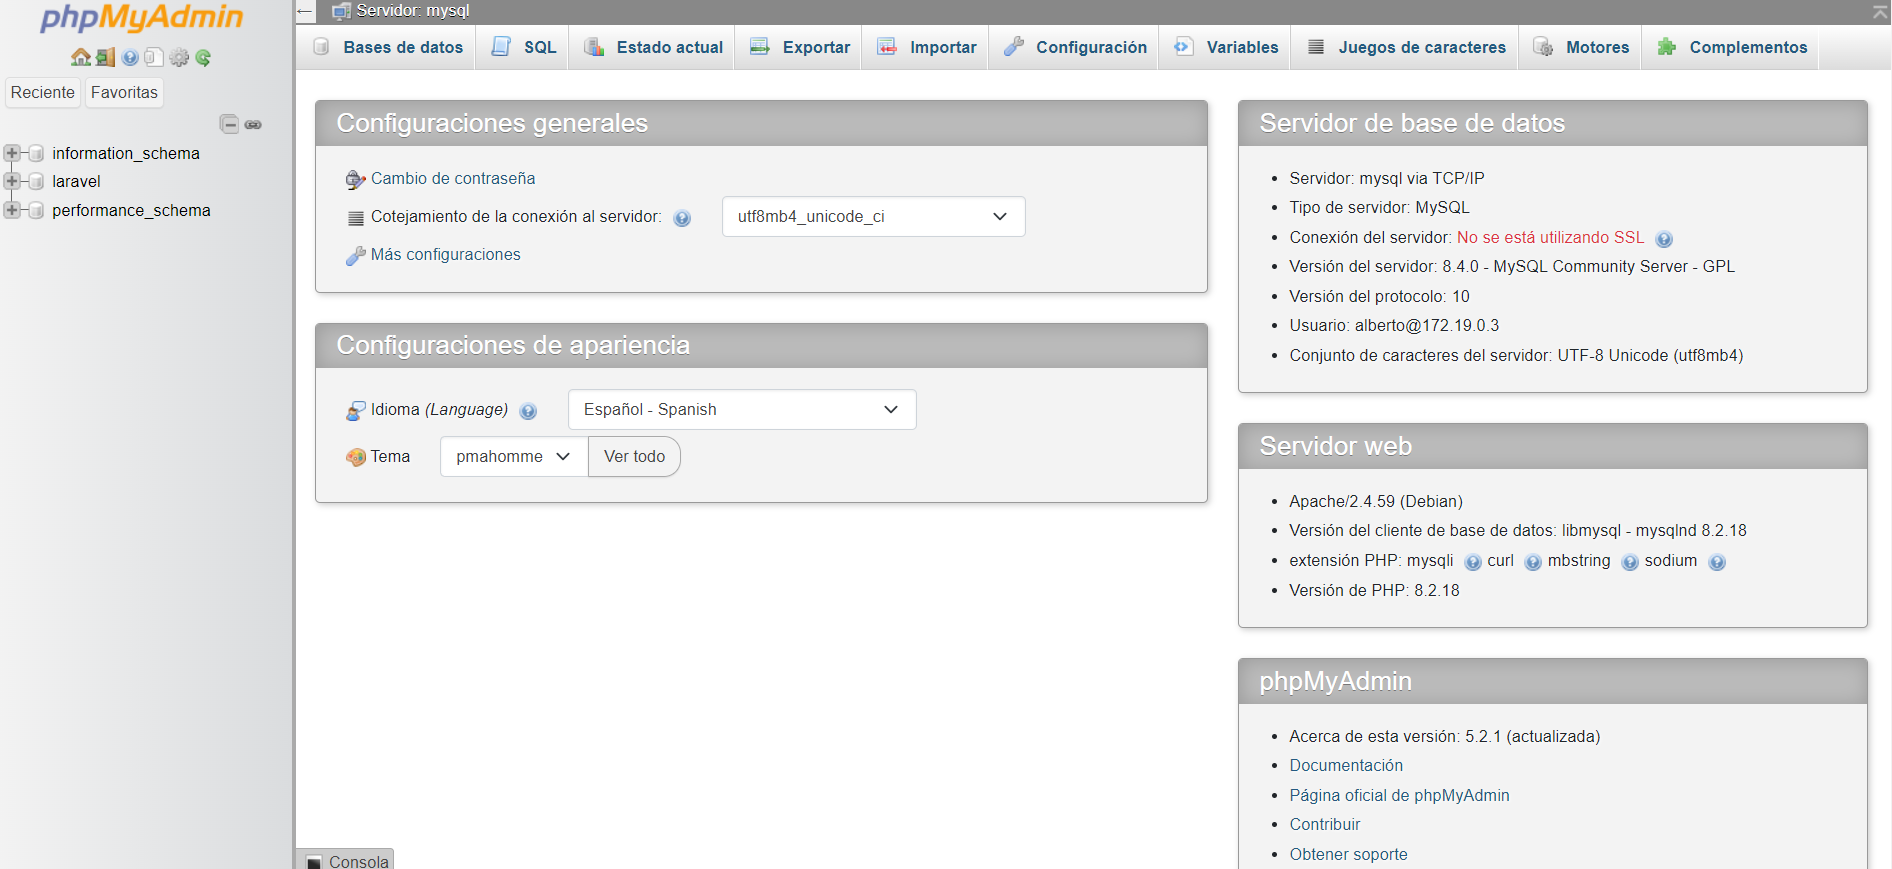 phpMyAdmin
Reciente Favoritas
information_schema
laravel
performance_schema
Servidor: mysql
Bases de datos SQL Estado actual Exportar Importar Configuración Variables Juegos de caracteres Motores Complementos
Configuraciones generales
Cambio de contraseña
Cotejamiento de la conexión al servidor: utf8mb4_unicode_ci
Más configuraciones
Configuraciones de apariencia
Idioma (Language) Español - Spanish
Tema pmahomme Ver todo
Servidor de base de datos
Servidor: mysql via TCP/IP
Tipo de servidor: MySQL
Conexión del servidor: No se está utilizando SSL
Versión del servidor: 8.4.0 - MySQL Community Server - GPL
Versión del protocolo: 10
Usuario: alberto@172.19.0.3
Conjunto de caracteres del servidor: UTF-8 Unicode (utf8mb4)
Servidor web
Apache/2.4.59 (Debian)
Versión del cliente de base de datos: libmysql - mysqlnd 8.2.18
extensión PHP: mysqli curl mbstring sodium
Versión de PHP: 8.2.18
phpMyAdmin
Acerca de esta versión: 5.2.1 (actualizada)
Documentación
Página oficial de phpMyAdmin
Contribuir
Obtener soporte
Consola